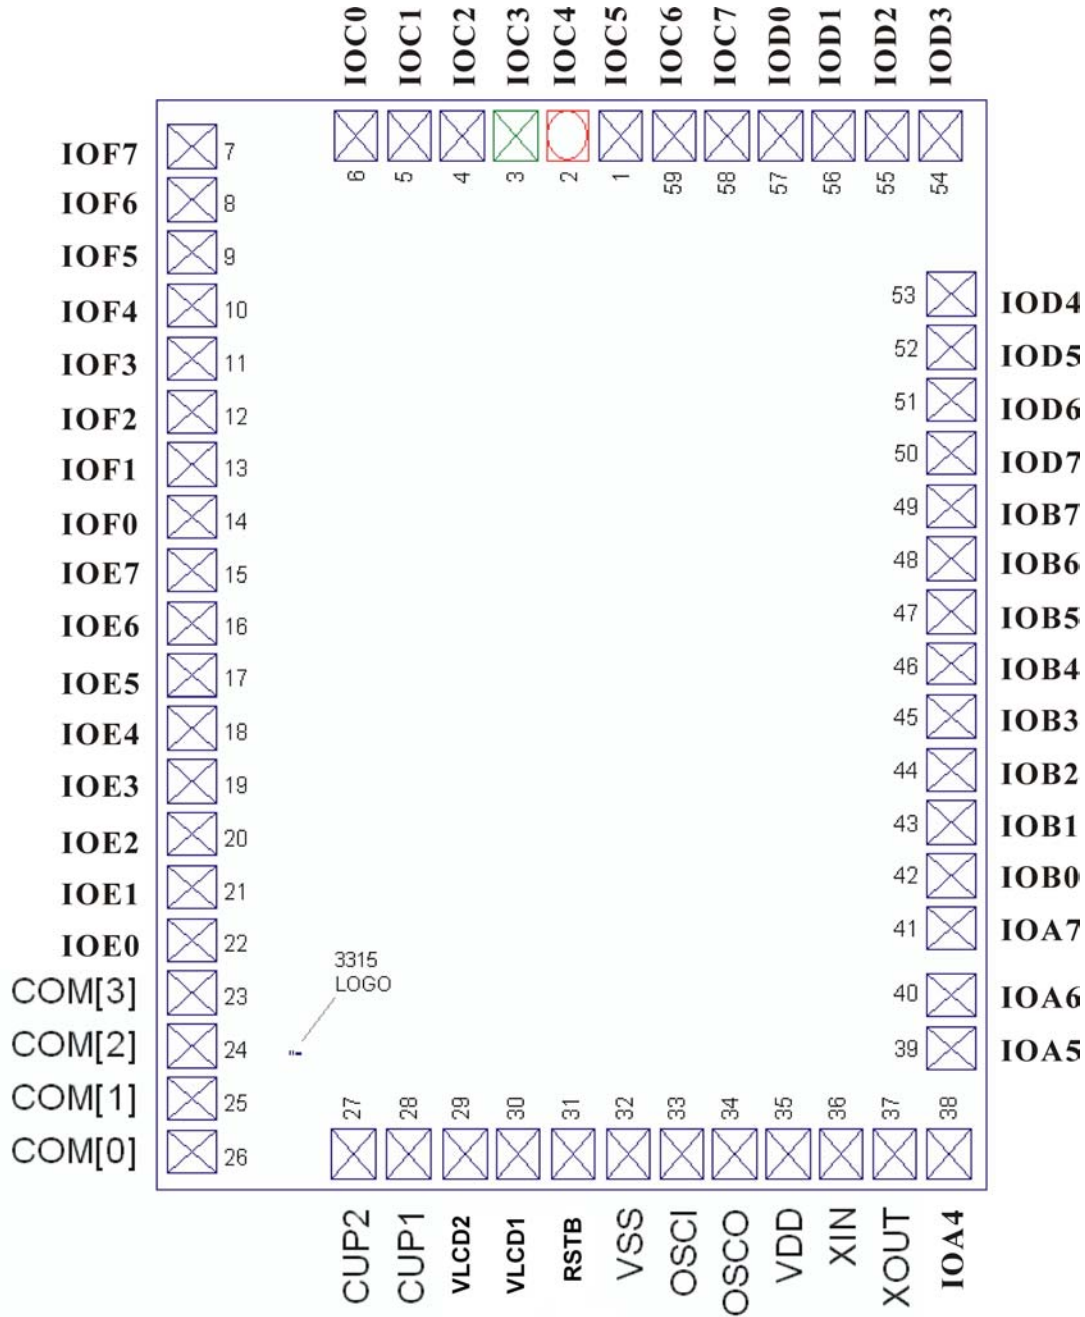 IOC0 IOC1 IOC2 IOC3 IOC4 IOC5 IOC6 IOC7 IOD0 IOD1 IOD2 IOD3
6 5 4 3 2 1 59 58 57 56 55 54
IOF7 7
IOF6 8
IOF5 9
IOF4 10
IOF3 11
IOF2 12
IOF1 13
IOF0 14
IOE7 15
IOE6 16
IOE5 17
IOE4 18
IOE3 19
IOE2 20
IOE1 21
IOE0 22
COM[3] 23
COM[2] 24
COM[1] 25
COM[0] 26
53 IOD4
52 IOD5
51 IOD6
50 IOD7
49 IOB7
48 IOB6
47 IOB5
46 IOB4
45 IOB3
44 IOB2
43 IOB1
42 IOB0
41 IOA7
40 IOA6
39 IOA5
3315
LOGO
27 28 29 30 31 32 33 34 35 36 37 38
CUP2 CUP1 VLCD2 VLCD1 RSTB VSS OSCI OSCO VDD XIN XOUT IOA4